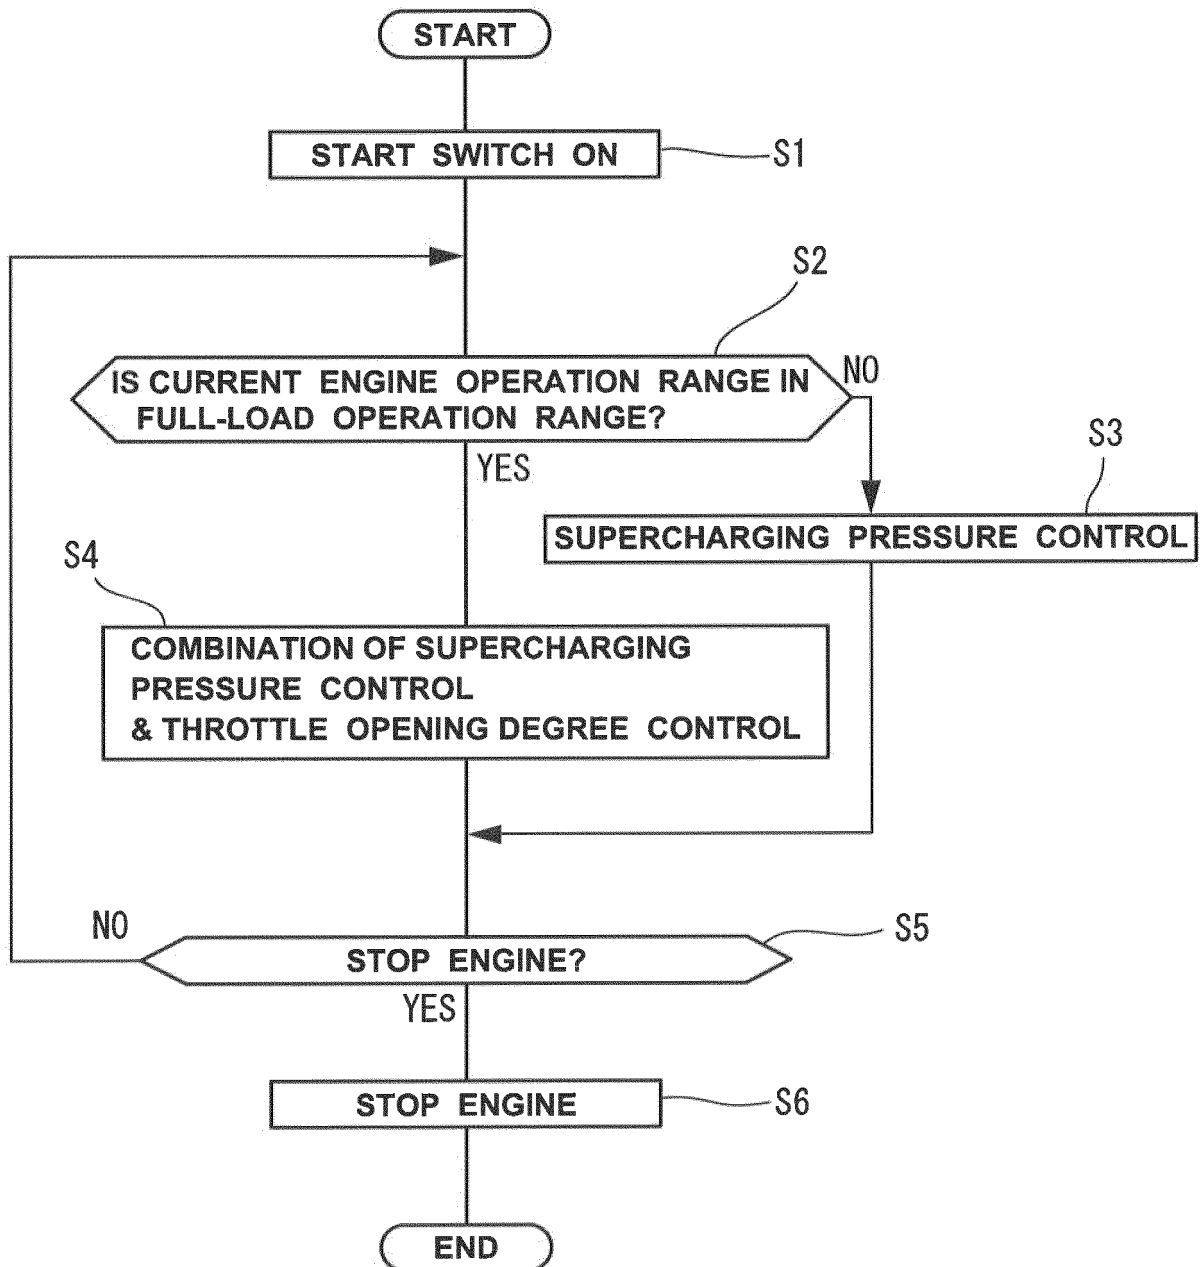 START
START SWITCH ON
S1
S2
IS CURRENT ENGINE OPERATION RANGE IN
FULL-LOAD OPERATION RANGE?
NO
YES
S3
SUPERCHARGING PRESSURE CONTROL
S4
COMBINATION OF SUPERCHARGING
PRESSURE CONTROL
& THROTTLE OPENING DEGREE CONTROL
NO
S5
STOP ENGINE?
YES
STOP ENGINE
S6
END